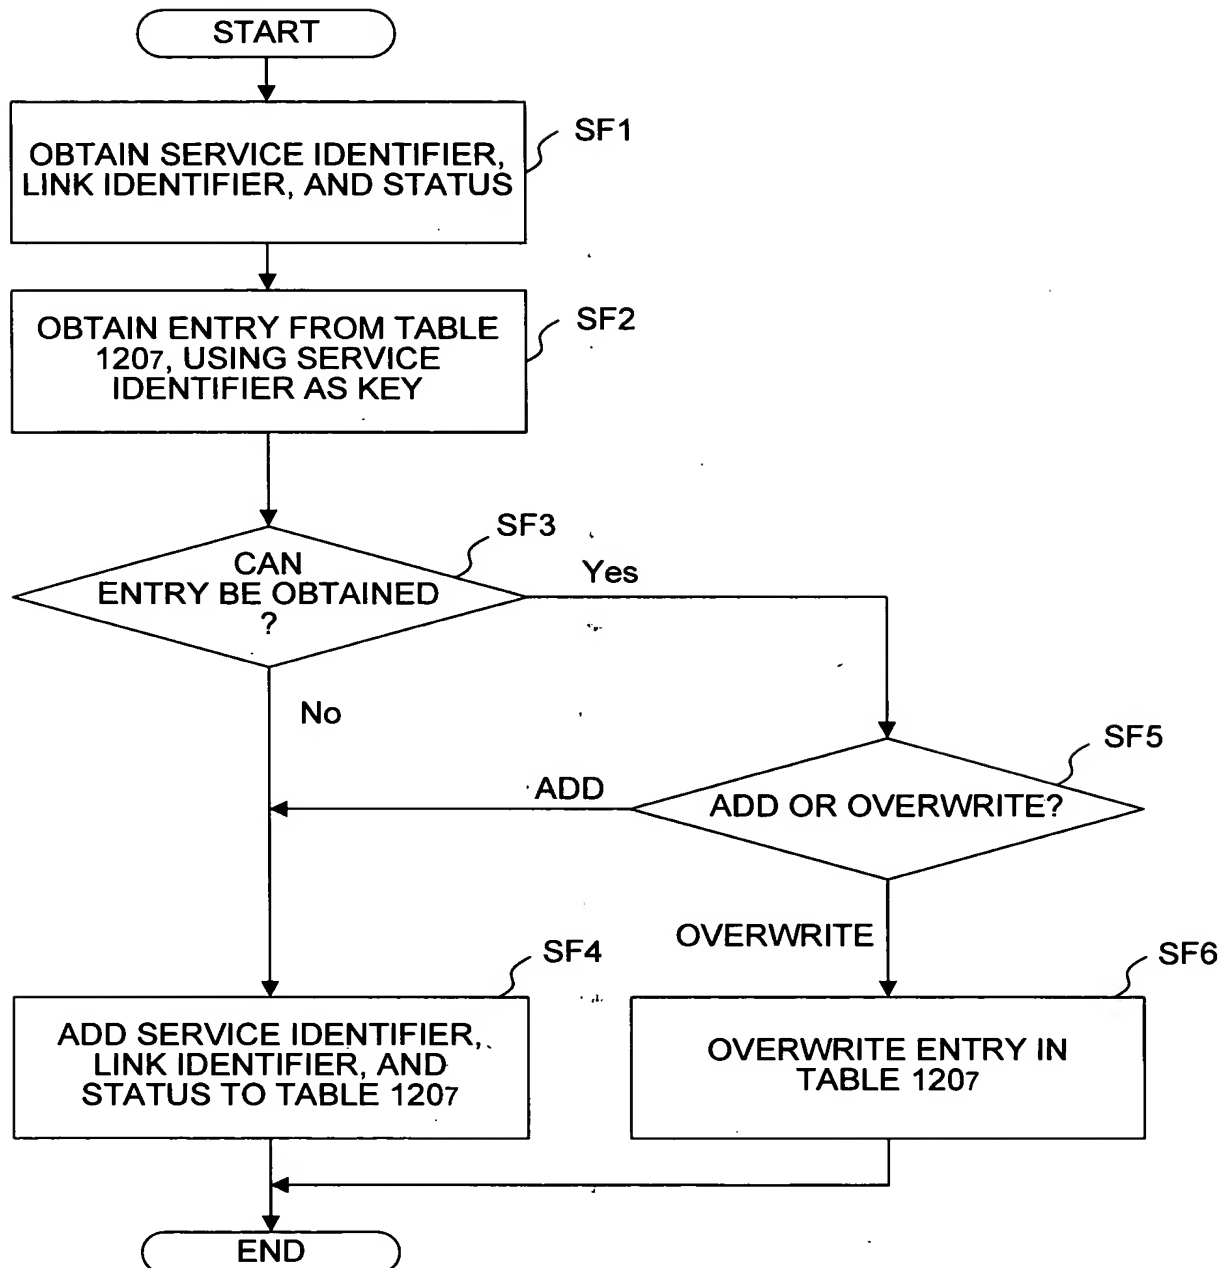 START
SF1
OBTAIN SERVICE IDENTIFIER,
LINK IDENTIFIER, AND STATUS
SF2
OBTAIN ENTRY FROM TABLE
1207, USING SERVICE
IDENTIFIER AS KEY
SF3
CAN
ENTRY BE OBTAINED
?
Yes
No
SF5
ADD
ADD OR OVERWRITE?
OVERWRITE
SF4
SF6
ADD SERVICE IDENTIFIER,
LINK IDENTIFIER, AND
STATUS TO TABLE 1207
OVERWRITE ENTRY IN
TABLE 1207
END